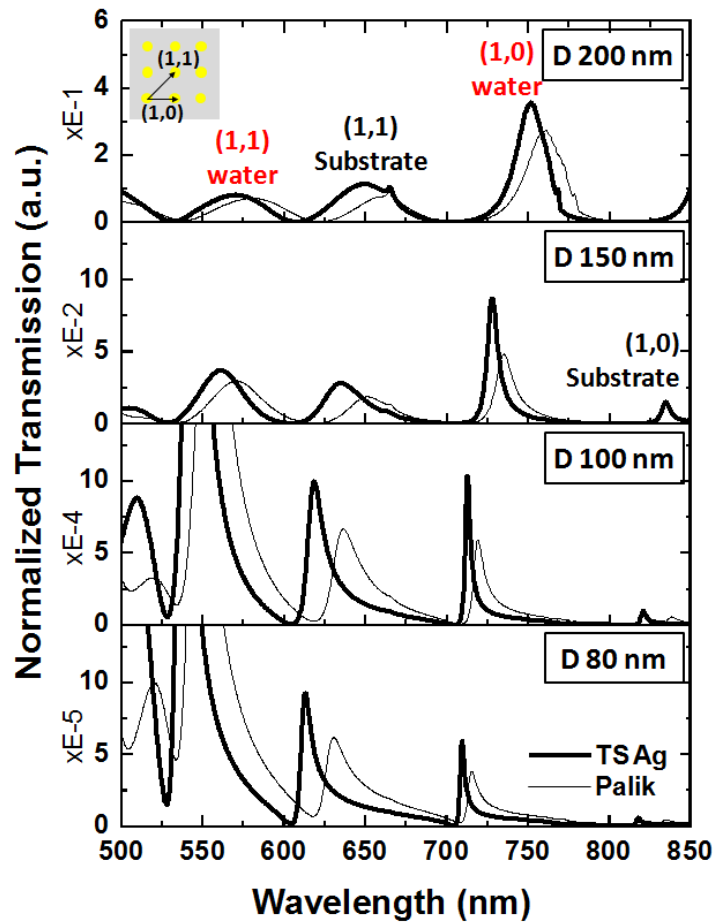 Normalized Transmission (a.u.)
xE-1
6
4
2
0
(1,1)
(1,0)
(1,1)
water
(1,1)
Substrate
(1,0)
water
D 200 nm
xE-2
10
5
0
D 150 nm
(1,0)
Substrate
xE-4
10
5
0
D 100 nm
xE-5
10
5
0
D 80 nm
TSAg
Palik
500 550 600 650 700 750 800 850
Wavelength (nm)